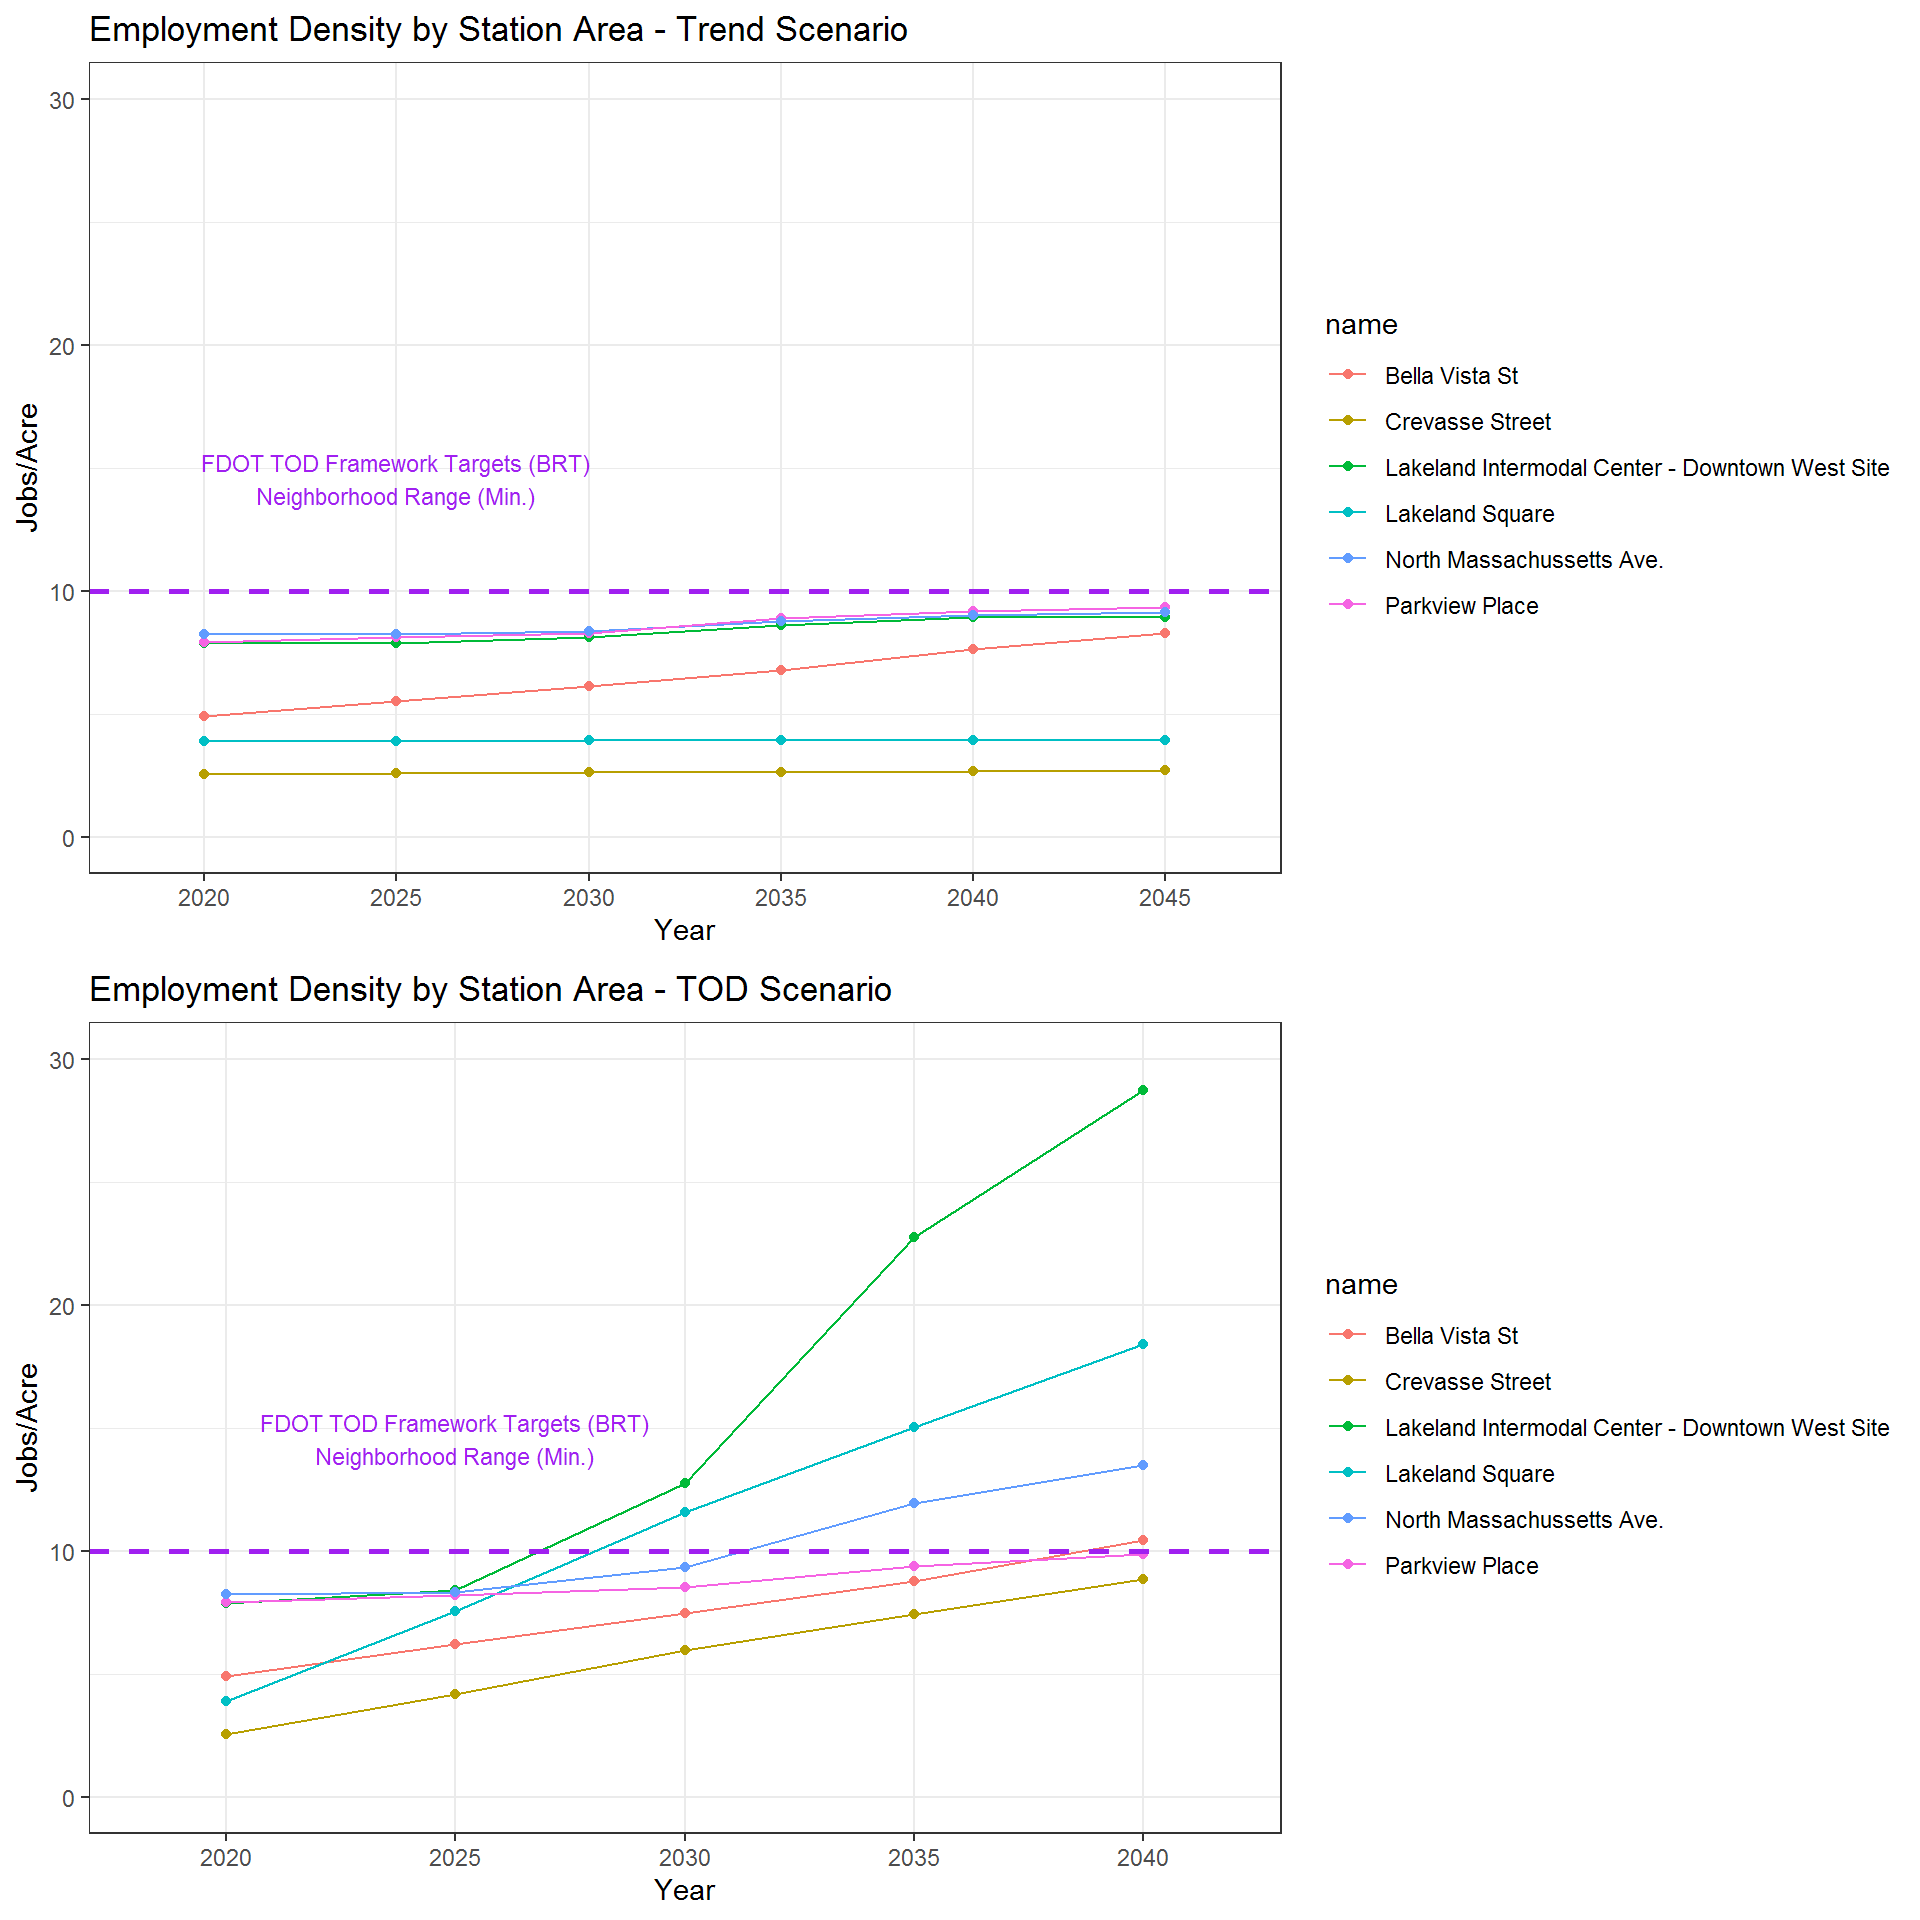 Employment Density by Station Area - Trend Scenario
30
20
10
0
Jobs/Acre
FDOT TOD Framework Targets (BRT)
Neighborhood Range (Min.)
2020 2025 2030 2035 2040 2045
Year
name
Bella Vista St
Crevasse Street
Lakeland Intermodal Center - Downtown West Site
Lakeland Square
North Massachussetts Ave.
Parkview Place
Employment Density by Station Area - TOD Scenario
30
20
10
0
Jobs/Acre
FDOT TOD Framework Targets (BRT)
Neighborhood Range (Min.)
2020 2025 2030 2035 2040
Year
name
Bella Vista St
Crevasse Street
Lakeland Intermodal Center - Downtown West Site
Lakeland Square
North Massachussetts Ave.
Parkview Place